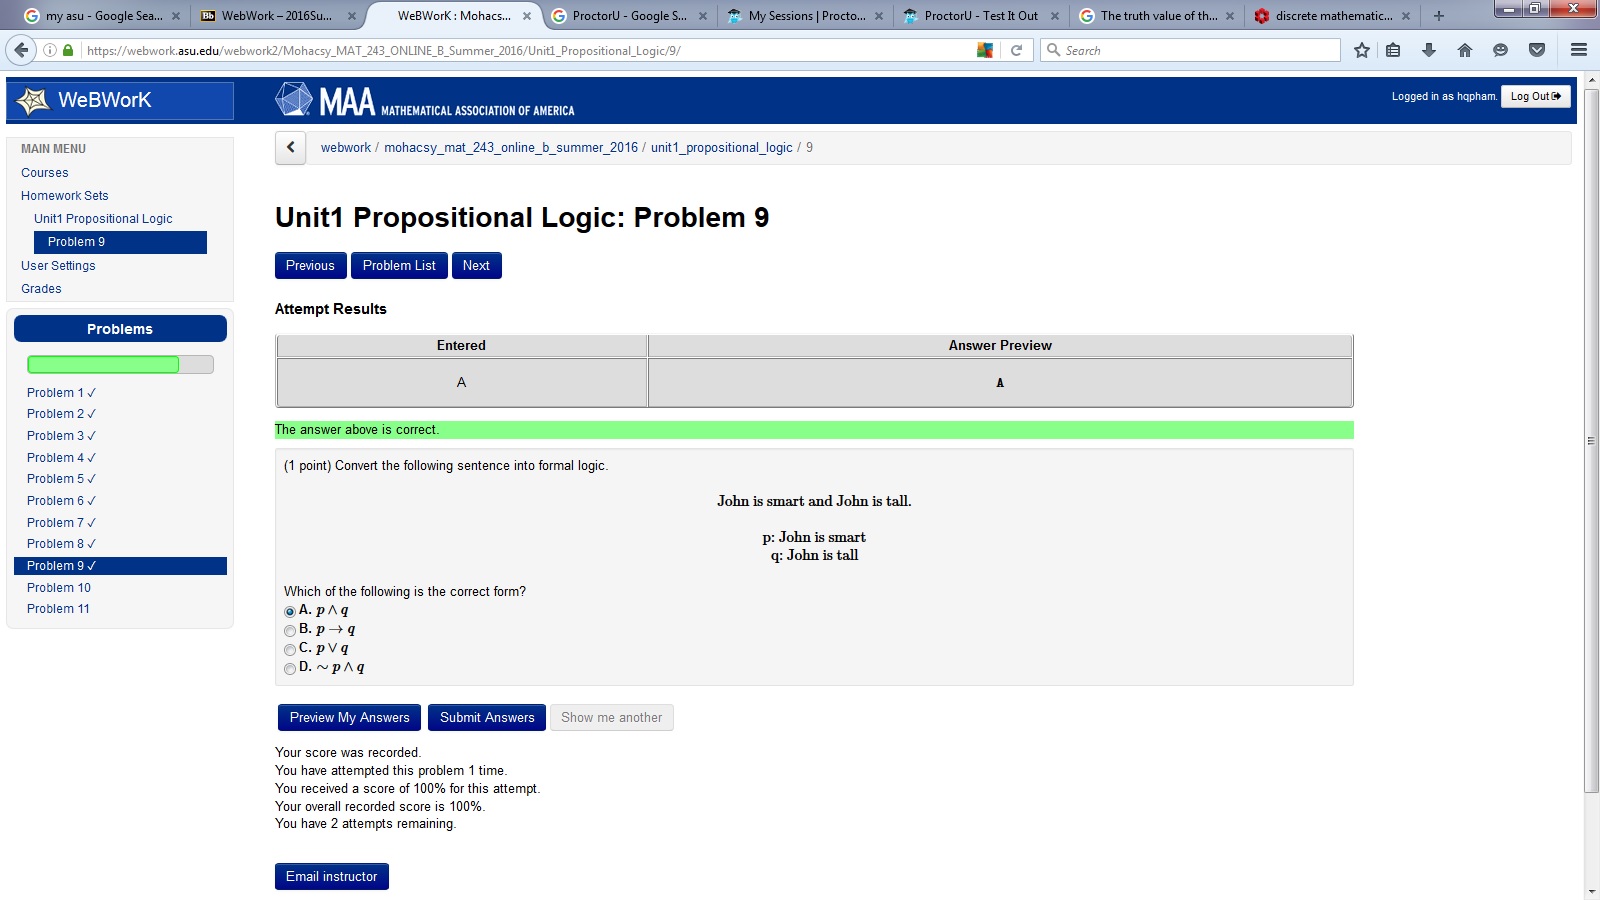 my asu - Google Sea...
WebWork – 2016Su...
WeBWorK : Mohacs...
ProctorU - Google S...
My Sessions | Procto...
ProctorU - Test It Out
The truth value of th...
discrete mathematic...
https://webwork.asu.edu/webwork2/Mohacsy_MAT_243_ONLINE_B_Summer_2016/Unit1_Propositional_Logic/9/
Search
WeBWorK
MAA MATHEMATICAL ASSOCIATION OF AMERICA
Logged in as hqpham.
Log Out
MAIN MENU
Courses
Homework Sets
Unit1 Propositional Logic
Problem 9
User Settings
Grades
Problems
Problem 1 ✓
Problem 2 ✓
Problem 3 ✓
Problem 4 ✓
Problem 5 ✓
Problem 6 ✓
Problem 7 ✓
Problem 8 ✓
Problem 9 ✓
Problem 10
Problem 11
webwork / mohacsy_mat_243_online_b_summer_2016 / unit1_propositional_logic / 9
Unit1 Propositional Logic: Problem 9
Previous
Problem List
Next
Attempt Results
Entered
Answer Preview
A
A
The answer above is correct.
(1 point) Convert the following sentence into formal logic.
John is smart and John is tall.
p: John is smart
q: John is tall
Which of the following is the correct form?
A. p ∧ q
B. p → q
C. p ∨ q
D. ∼ p ∧ q
Preview My Answers
Submit Answers
Show me another
Your score was recorded.
You have attempted this problem 1 time.
You received a score of 100% for this attempt.
Your overall recorded score is 100%.
You have 2 attempts remaining.
Email instructor